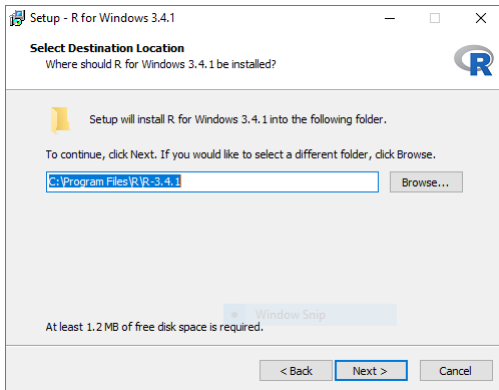 Setup - R for Windows 3.4.1
Select Destination Location
Where should R for Windows 3.4.1 be installed?
R
Setup will install R for Windows 3.4.1 into the following folder.
To continue, click Next. If you would like to select a different folder, click Browse.
C:\Program Files\R\R-3.4.1 Browse...
Window Snip
At least 1.2 MB of free disk space is required.
< Back Next > Cancel